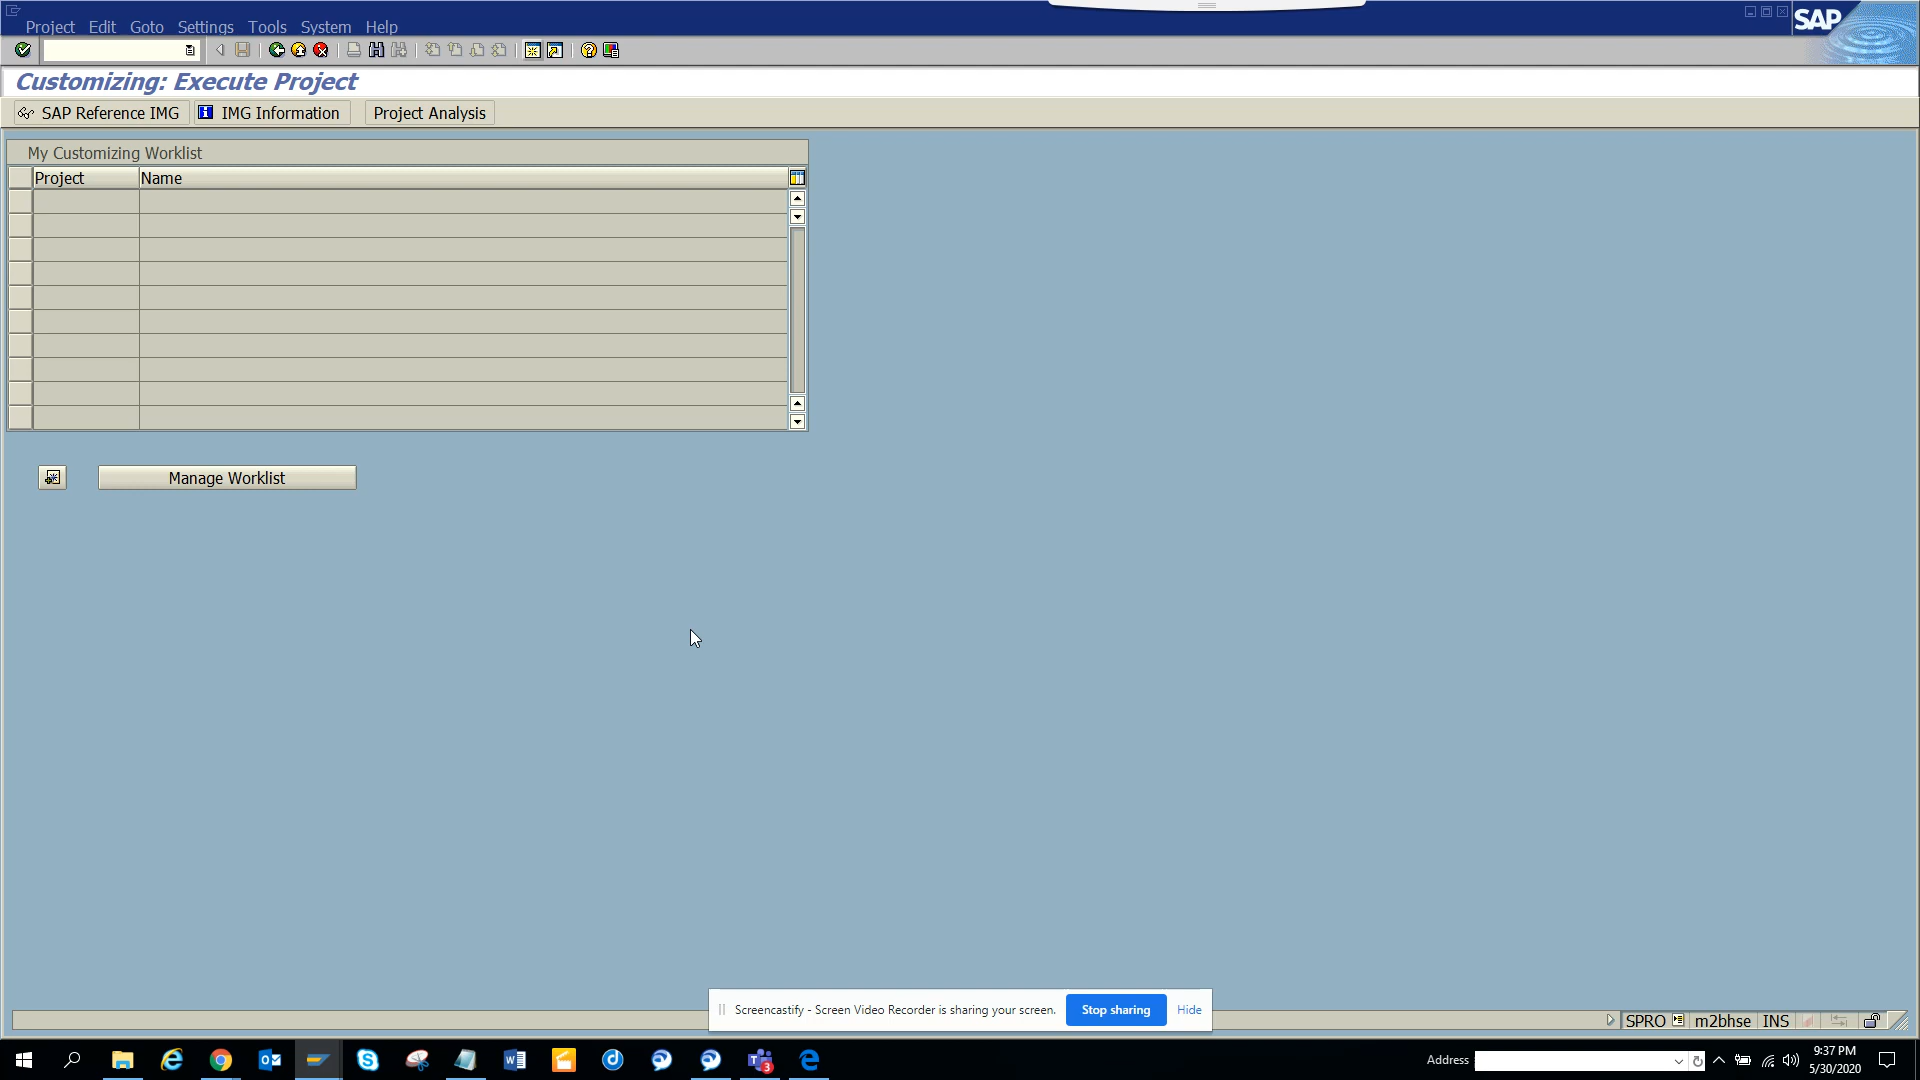 Project Edit Goto Settings Tools System Help
SAP
Customizing: Execute Project
SAP Reference IMG IMG Information Project Analysis
My Customizing Worklist
Project Name
Manage Worklist
Screencastify - Screen Video Recorder is sharing your screen. Stop sharing Hide
SPRO m2bhse INS
Address
9:37 PM
5/30/2020
3